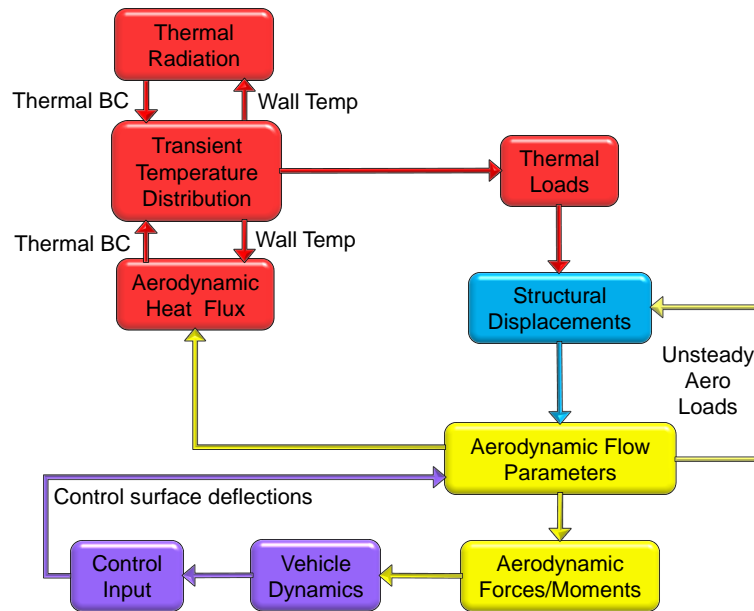 Thermal
Radiation
Thermal BC
Wall Temp
Transient
Temperature
Distribution
Thermal
Loads
Thermal BC
Wall Temp
Aerodynamic
Heat Flux
Structural
Displacements
Unsteady
Aero
Loads
Aerodynamic Flow
Parameters
Control surface deflections
Control
Input
Vehicle
Dynamics
Aerodynamic
Forces/Moments